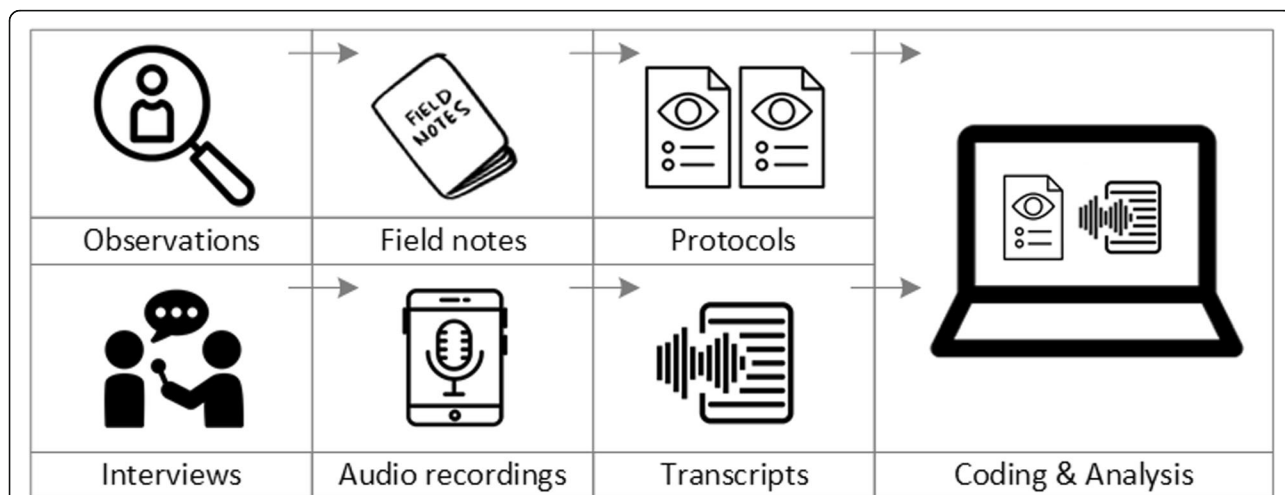 FIELD
NOTES
Observations
Field notes
Protocols
Interviews
Audio recordings
Transcripts
Coding & Analysis